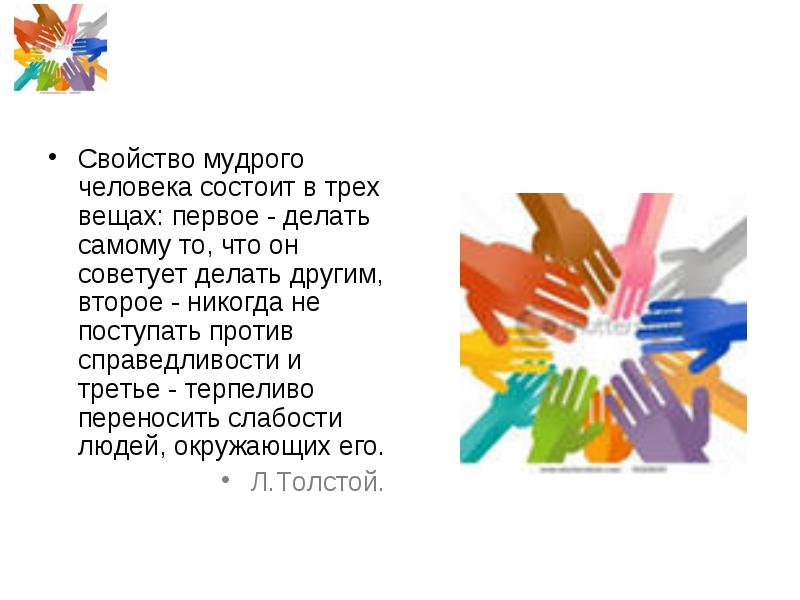 • Свойство мудрого
человека состоит в трех
вещах: первое - делать
самому то, что он
советует делать другим,
второе - никогда не
поступать против
справедливости и
третье - терпеливо
переносить слабости
людей, окружающих его.
• Л.Толстой.